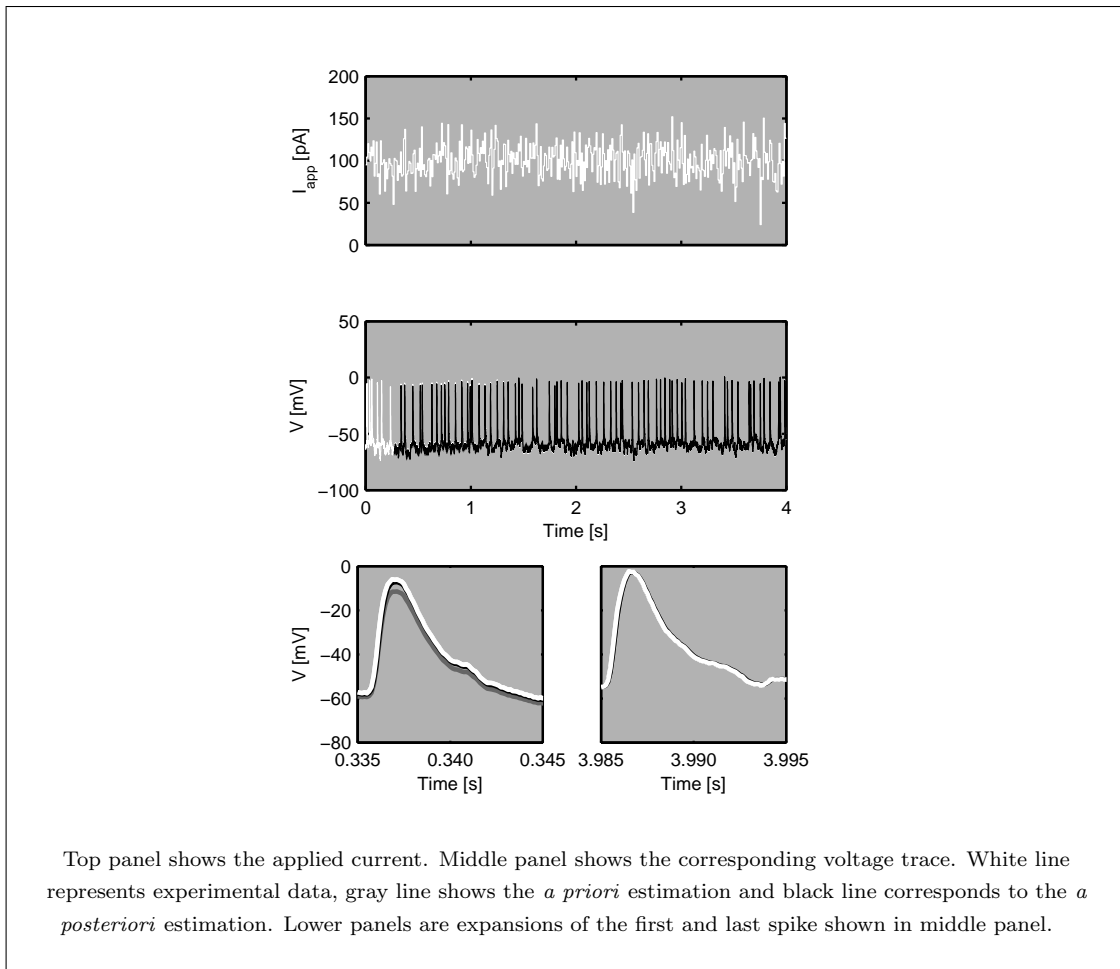 200
150
100
50
0
I_app [pA]
50
0
−50
−100
V [mV]
0 1 2 3 4
Time [s]
0
−20
−40
−60
−80
V [mV]
0.335 0.340 0.345
Time [s]
3.985 3.990 3.995
Time [s]
Top panel shows the applied current. Middle panel shows the corresponding voltage trace. White line
represents experimental data, gray line shows the a priori estimation and black line corresponds to the a
posteriori estimation. Lower panels are expansions of the first and last spike shown in middle panel.